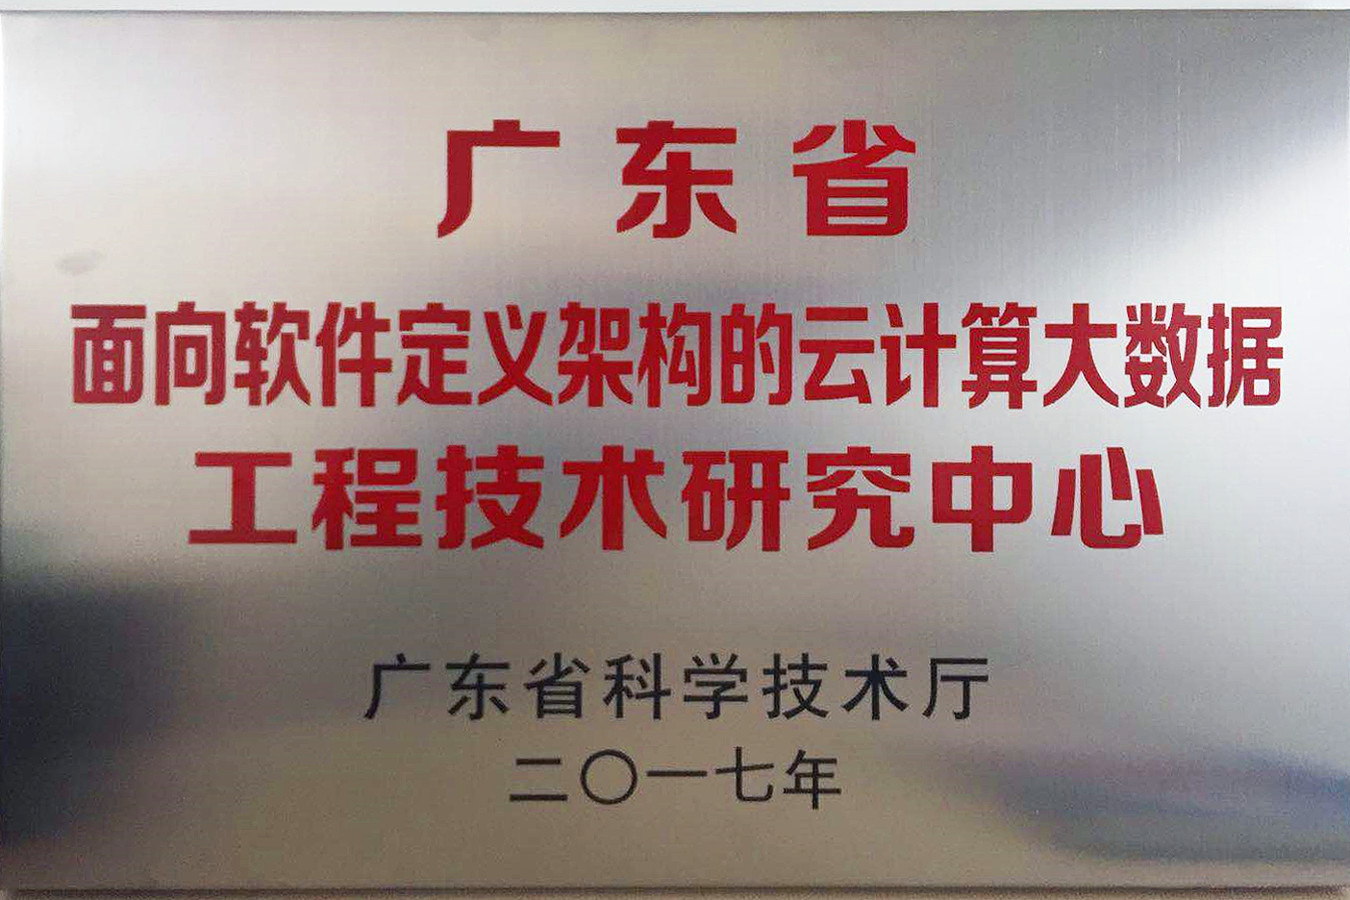 广东省
面向软件定义架构的云计算大数据
工程技术研究中心
广东省科学技术厅
二〇一七年